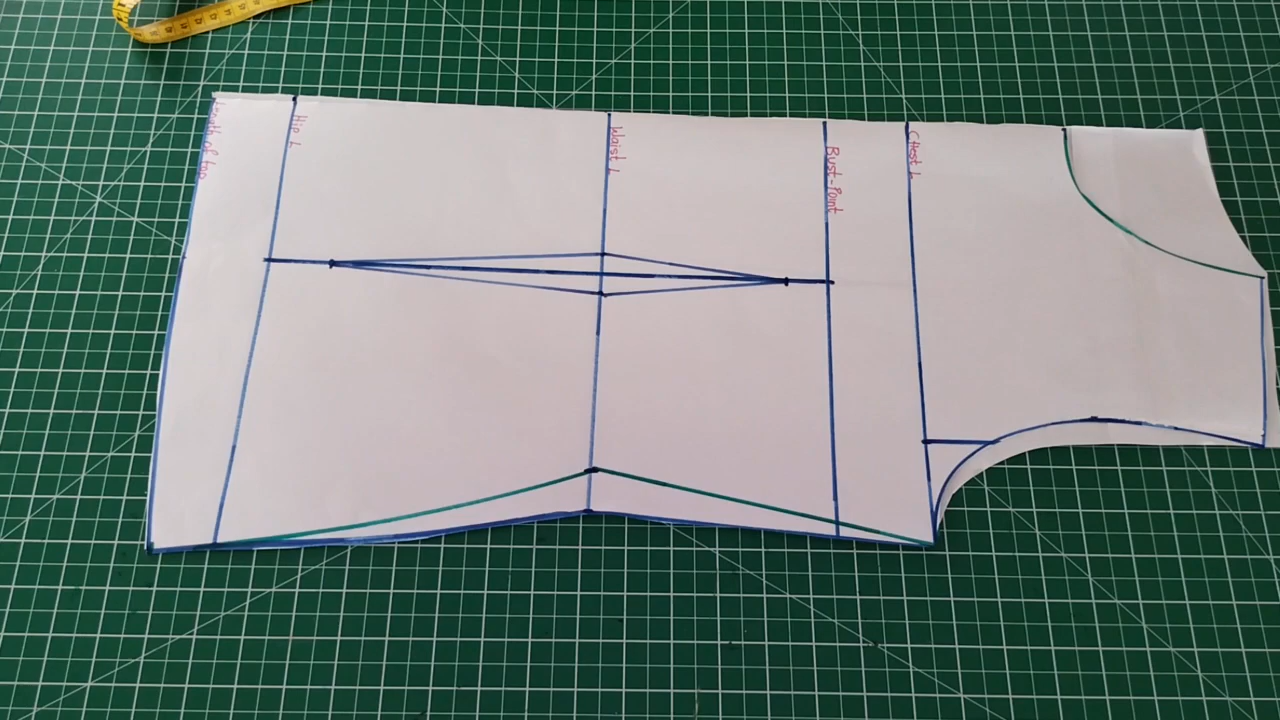 Length of top
Hip L
Waist L
Bust-Point
Chest L